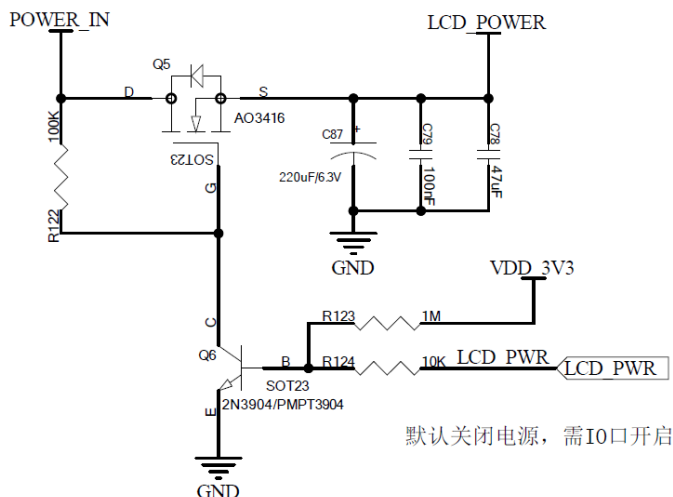 POWER_IN
LCD_POWER
Q5
D
S
AO3416
100K
SOT23
G
R122
C87
+
220uF/6.3V
C79
100nF
C78
47uF
GND
VDD_3V3
C
R123
1M
Q6
B
R124
10K
LCD_PWR
LCD_PWR
SOT23
2N3904/PMPT3904
E
默认关闭电源，需IO口开启
GND